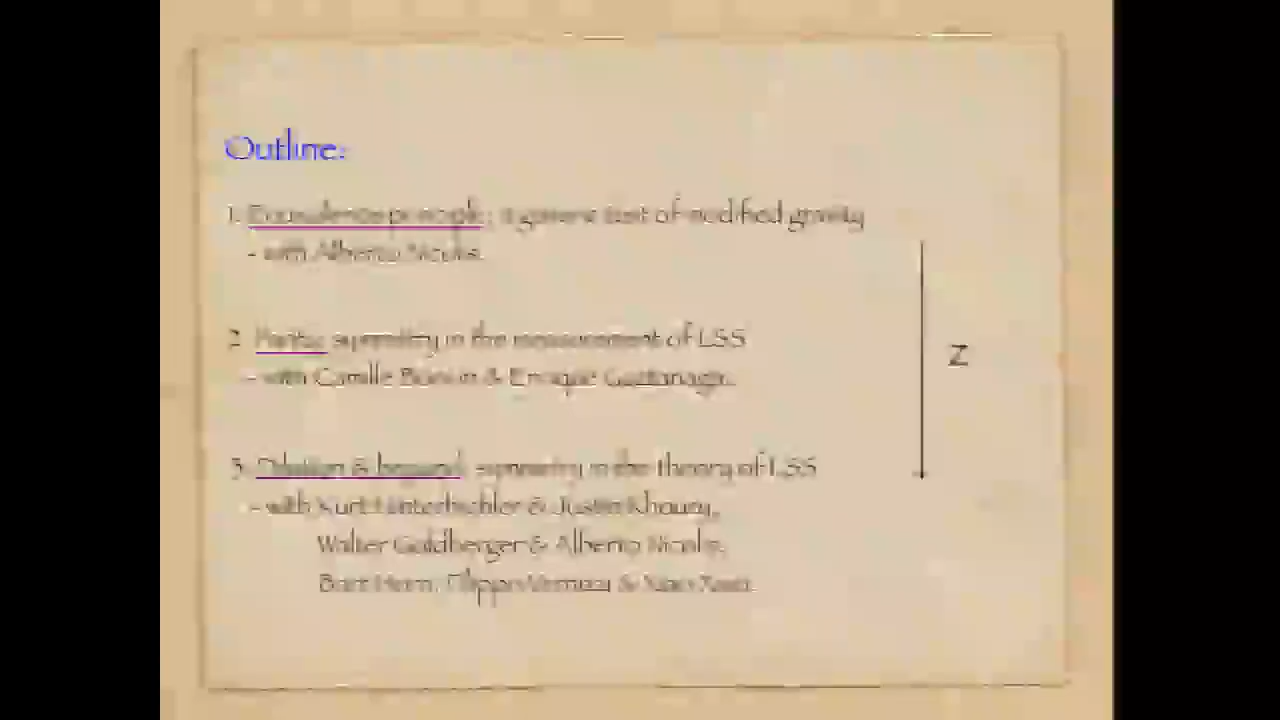 Outline:
1. Equivalence principle: a generic test of modified gravity
- with Alberto Nicolis.
2. Parity: symmetry in the measurement of LSS
- with Camille Bonvin & Enrique Gaztanaga.
3. Dilation & beyond: symmetry in the theory of LSS
- with Kurt Hinterbichler & Justin Khoury,
Walter Goldberger & Alberto Nicolis,
Bart Horn, Filippo Vernizzi & Xiao Xiao.
z